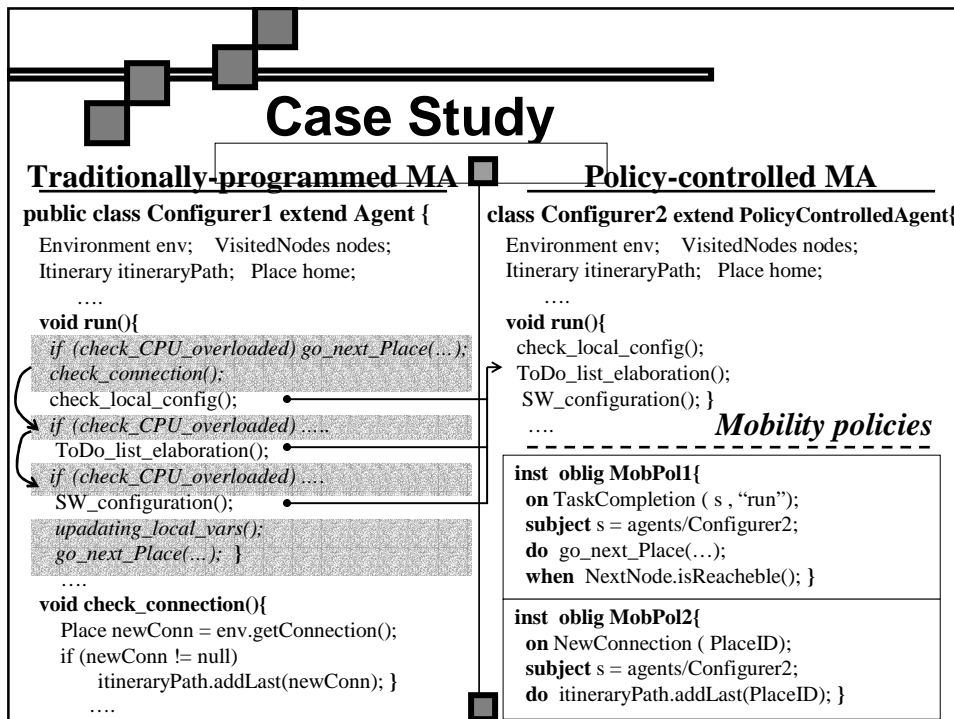 Case Study
Traditionally-programmed MA
public class Configurer1 extend Agent {
Environment env; VisitedNodes nodes;
Itinerary itineraryPath; Place home;
….
void run(){
if (check_CPU_overloaded) go_next_Place(…);
check_connection();
check_local_config();
if (check_CPU_overloaded) …..
ToDo_list_elaboration();
if (check_CPU_overloaded) ….
SW_configuration();
upadating_local_vars();
go_next_Place(…); }
….
void check_connection(){
Place newConn = env.getConnection();
if (newConn != null)
itineraryPath.addLast(newConn); }
….
Policy-controlled MA
class Configurer2 extend PolicyControlledAgent{
Environment env; VisitedNodes nodes;
Itinerary itineraryPath; Place home;
….
void run(){
check_local_config();
ToDo_list_elaboration();
SW_configuration(); }
….
Mobility policies
inst oblig MobPol1{
on TaskCompletion ( s , “run”);
subject s = agents/Configurer2;
do go_next_Place(…);
when NextNode.isReacheble(); }
inst oblig MobPol2{
on NewConnection ( PlaceID);
subject s = agents/Configurer2;
do itineraryPath.addLast(PlaceID); }